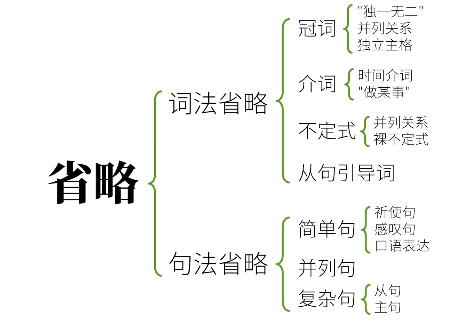 省略
词法省略
冠词
"独一无二"
并列关系
独立主格
介词
时间介词
"做某事"
不定式
并列关系
裸不定式
从句引导词
句法省略
简单句
祈使句
感叹句
口语表达
并列句
复杂句
从句
主句